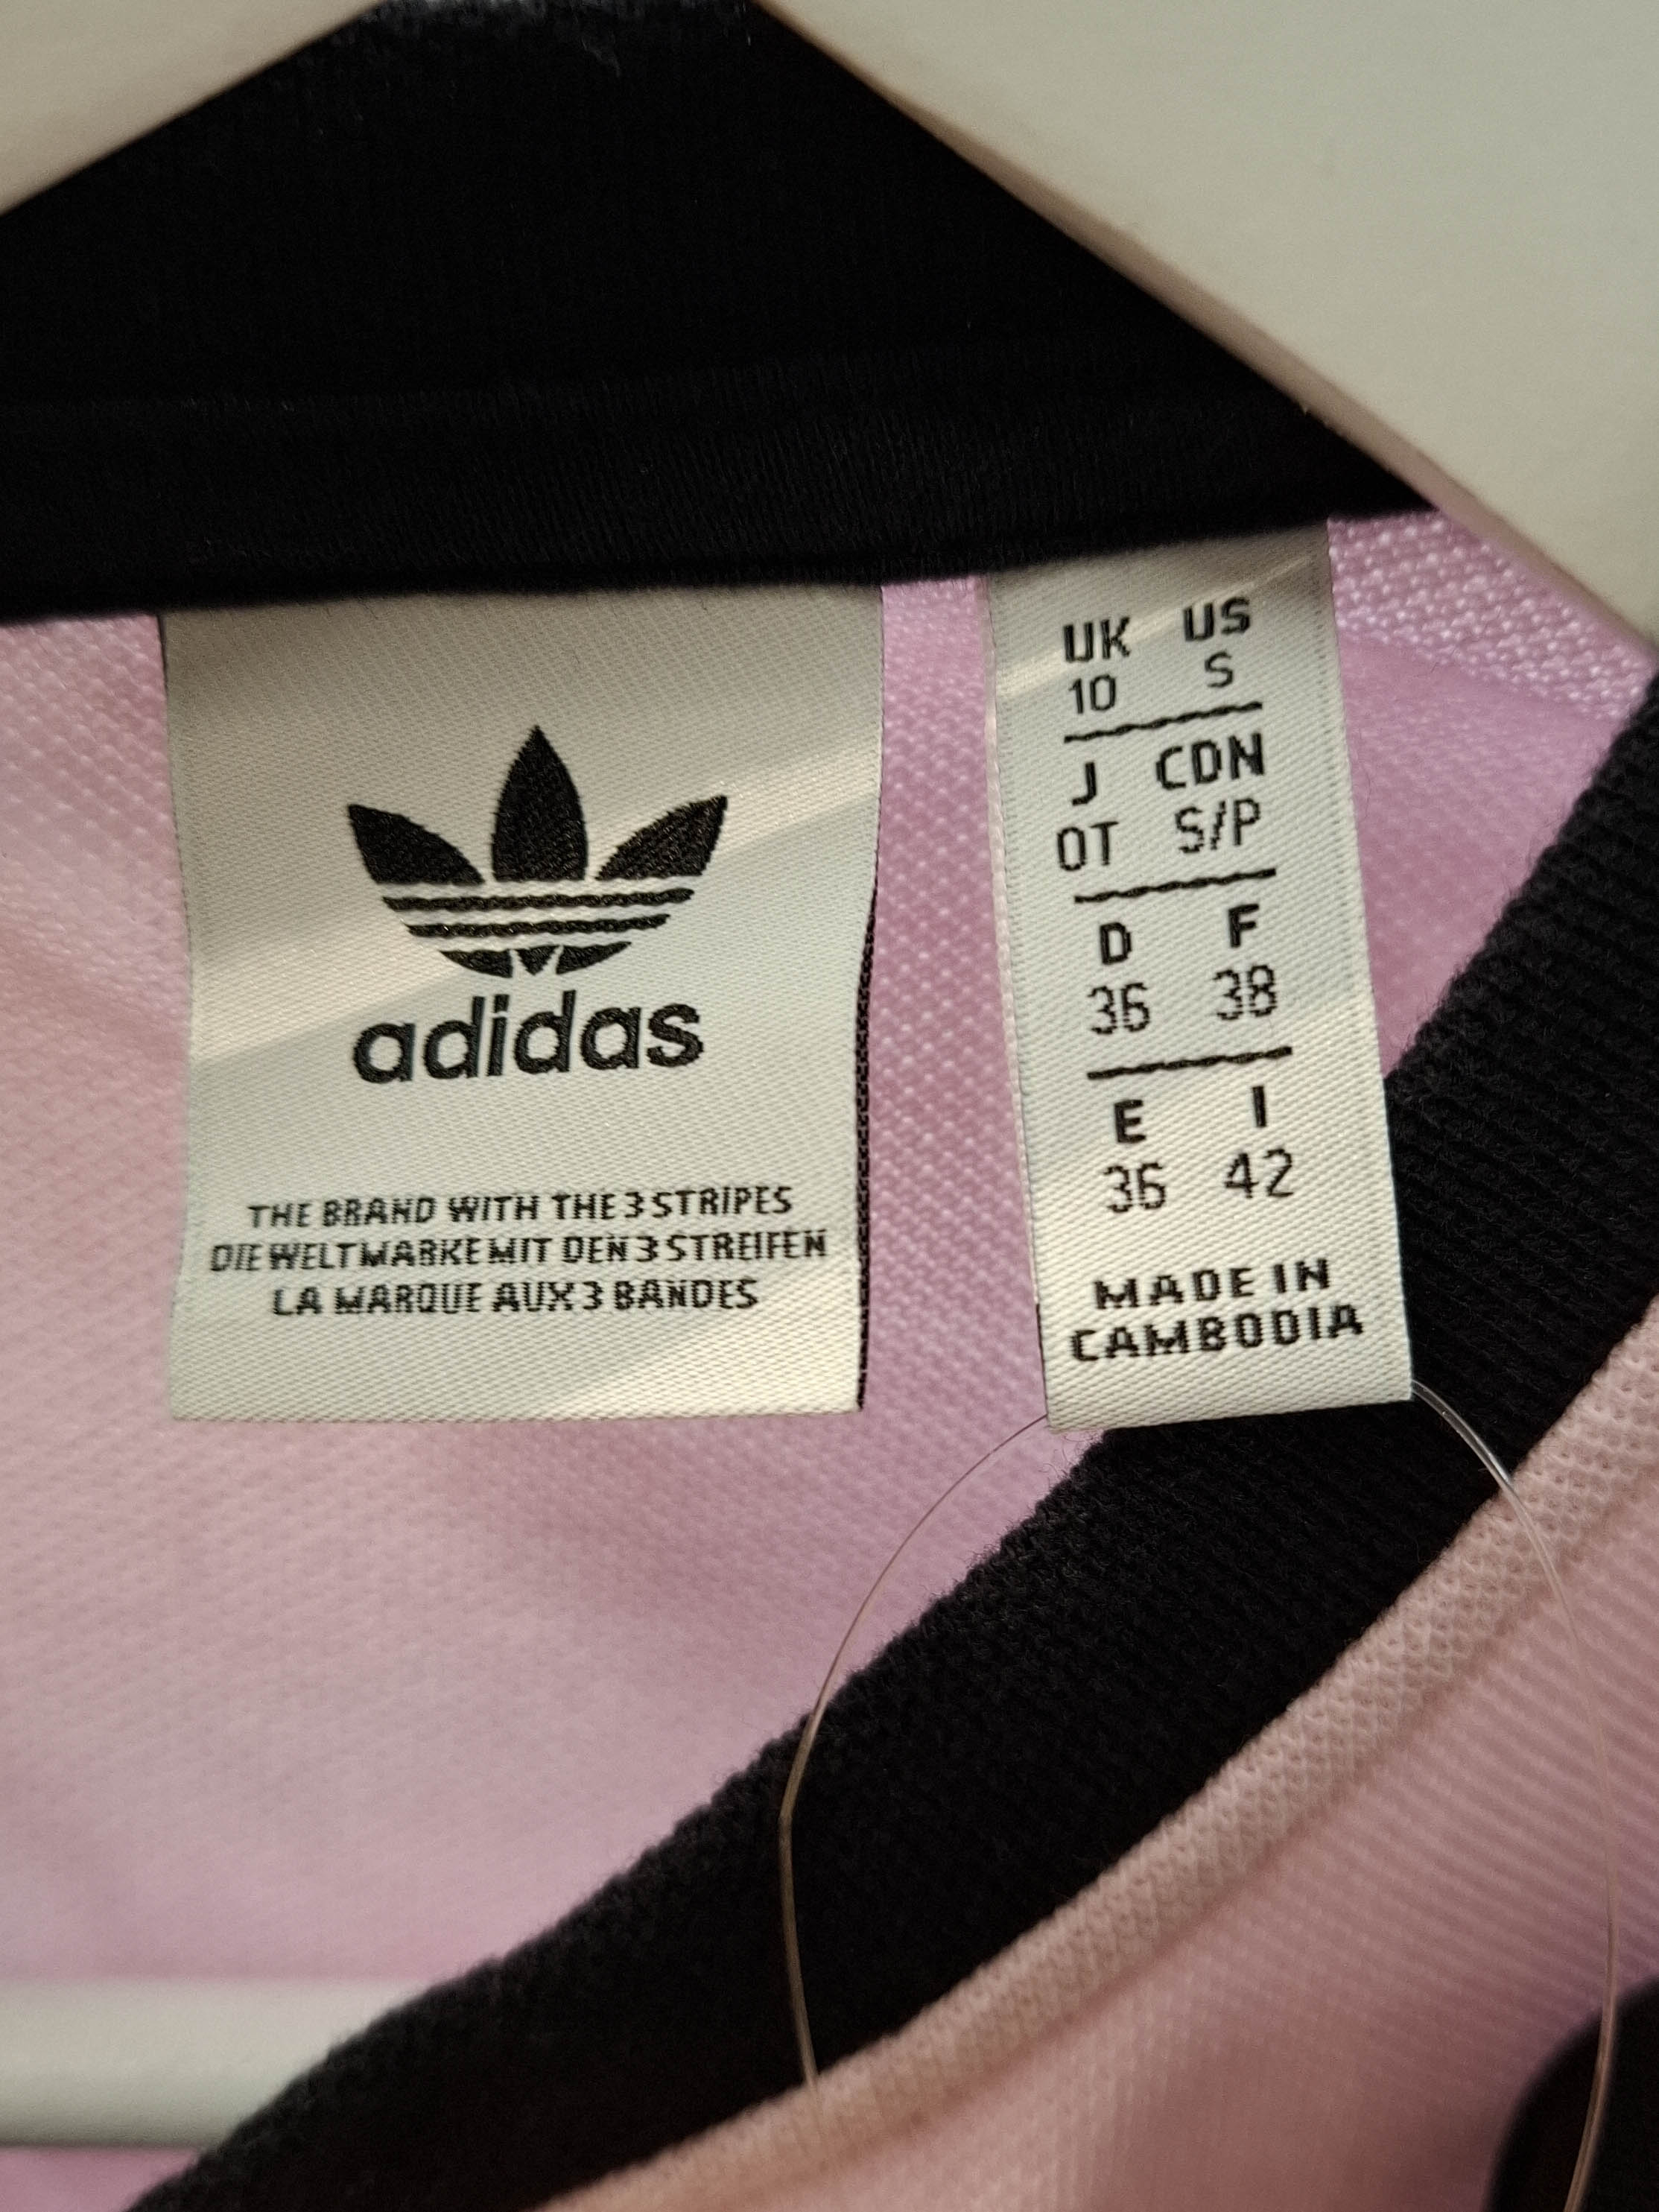 adidas
THE BRAND WITH THE 3 STRIPES
DIE WELTMARKE MIT DEN 3 STREIFEN
LA MARQUE AUX 3 BANDES
UK US
10 S
J CDN
OT S/P
D F
36 38
E I
36 42
MADE IN
CAMBODIA